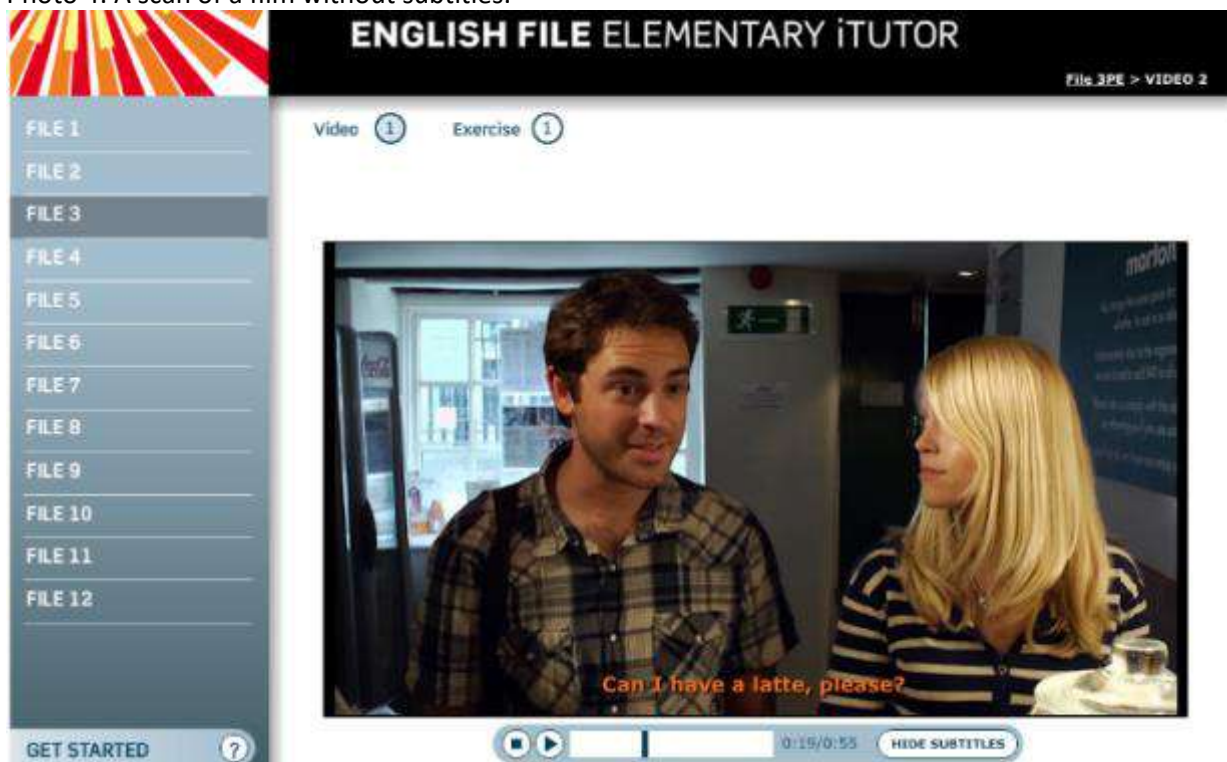 Photo 4. A scan of a film without subtitles.
ENGLISH FILE ELEMENTARY iTUTOR
File 3PE > VIDEO 2
Video 1 Exercise 1
FILE 1
FILE 2
FILE 3
FILE 4
FILE 5
FILE 6
FILE 7
FILE 8
FILE 9
FILE 10
FILE 11
FILE 12
Can I have a latte, please?
GET STARTED ?
0:19/0:55 HIDE SUBTITLES